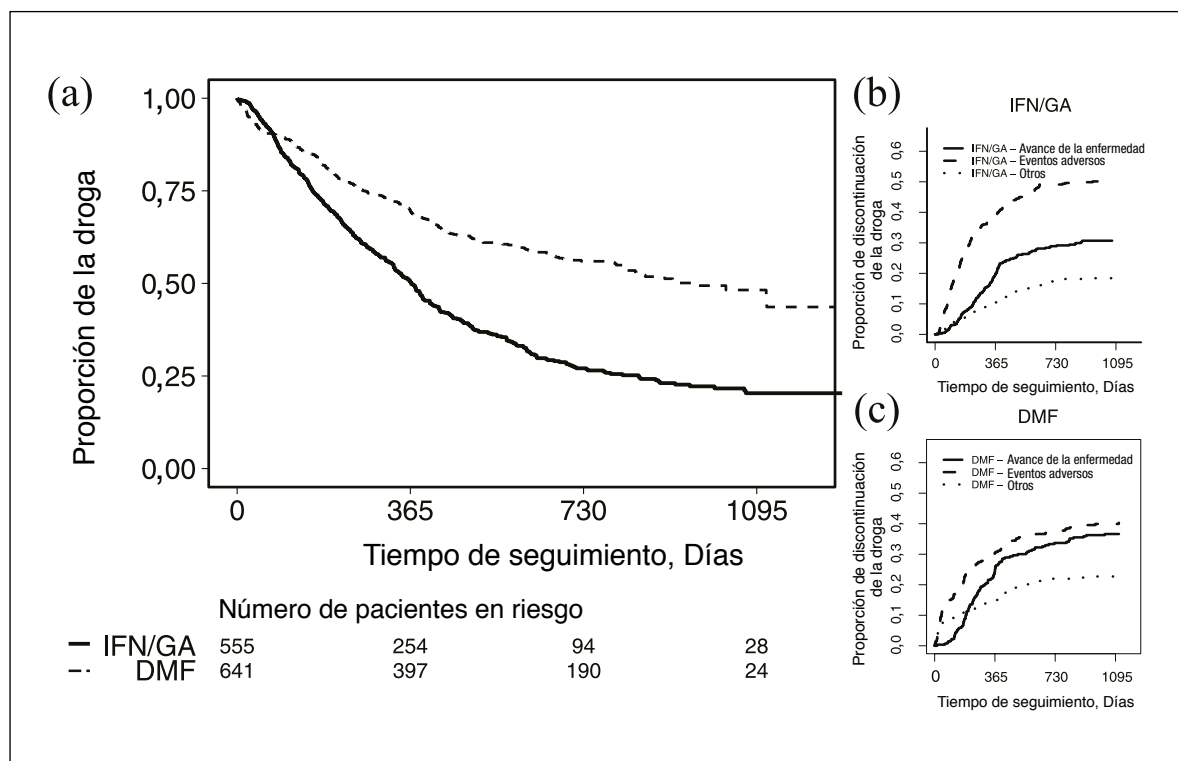 (a)
1,00
0,75
0,50
0,25
0,00
Proporción de la droga
0
365
730
1095
Tiempo de seguimiento, Días
Número de pacientes en riesgo
IFN/GA 555 254 94 28
DMF 641 397 190 24
(b)
IFN/GA
IFN/GA – Avance de la enfermedad
IFN/GA – Eventos adversos
IFN/GA – Otros
Proporción de discontinuación
de la droga
0,6
0,5
0,4
0,3
0,2
0,1
0,0
0
365
730
1095
Tiempo de seguimiento, Días
(c)
DMF
DMF – Avance de la enfermedad
DMF – Eventos adversos
DMF – Otros
Proporción de discontinuación
de la droga
0,6
0,5
0,4
0,3
0,2
0,1
0,0
0
365
730
1095
Tiempo de seguimiento, Días